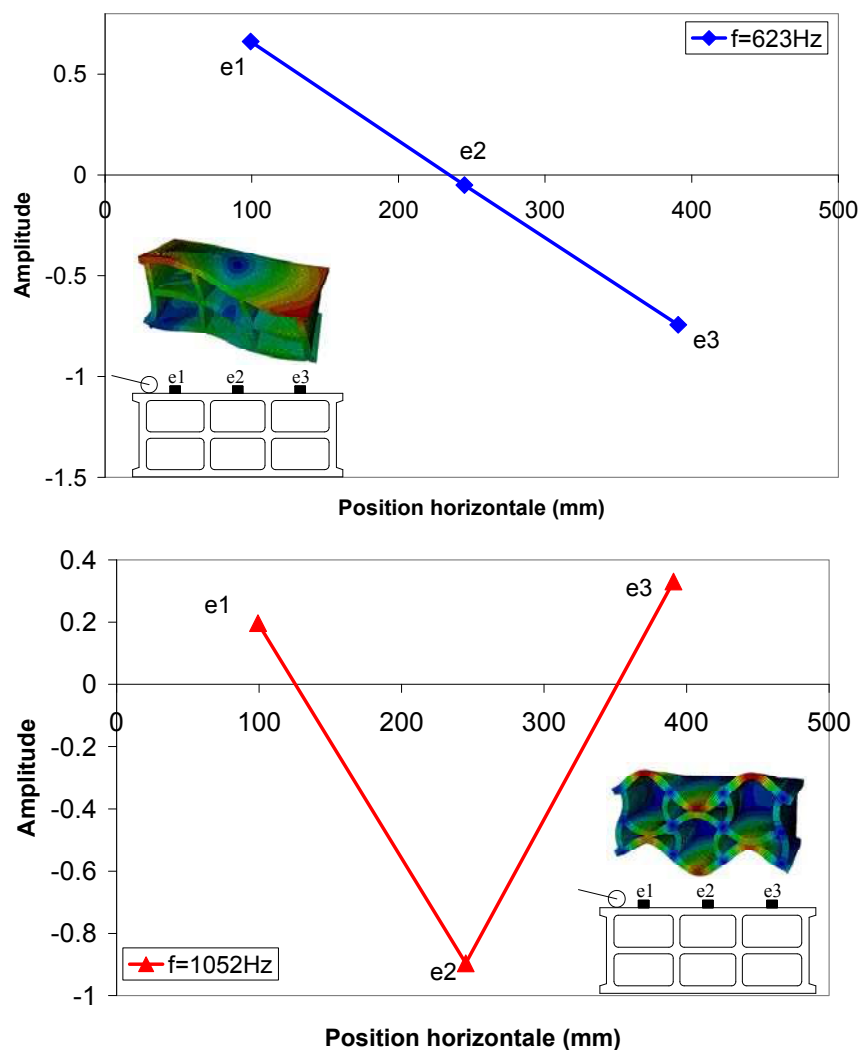 f=623Hz
0.5
0
-0.5
-1
-1.5
0 100 200 300 400 500
e1
e2
e3
Amplitude
e1 e2 e3
Position horizontale (mm)
0.4
0.2
0
-0.2
-0.4
-0.6
-0.8
-1
0 100 200 300 400 500
e1
e3
e2
Amplitude
e1 e2 e3
f=1052Hz
Position horizontale (mm)